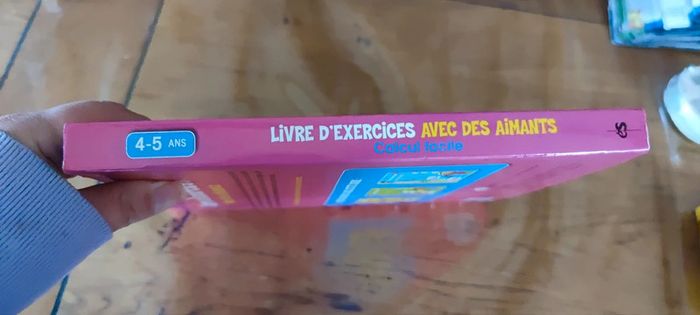 4-5 ANS
LiVRE D'EXERCiCES AVEC DES AiMANTS
Calcul facile